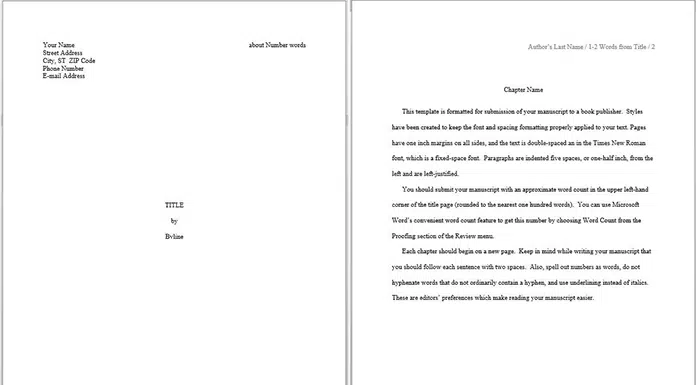 Your Name about Number words
Street Address
City, ST ZIP Code
Phone Number
E-mail Address
TITLE
by
Byline
Author's Last Name / 1-2 Words from Title / 2
Chapter Name
This template is formatted for submission of your manuscript to a book publisher. Styles
have been created to keep the font and spacing formatting properly applied to your text. Pages
have one inch margins on all sides, and the text is double-spaced an in the Times New Roman
font, which is a fixed-space font. Paragraphs are indented five spaces, or one-half inch, from the
left and are left-justified.
You should submit your manuscript with an approximate word count in the upper left-hand
corner of the title page (rounded to the nearest one hundred words). You can use Microsoft
Word's convenient word count feature to get this number by choosing Word Count from the
Proofing section of the Review menu.
Each chapter should begin on a new page. Keep in mind while writing your manuscript that
you should follow each sentence with two spaces. Also, spell out numbers as words, do not
hyphenate words that do not ordinarily contain a hyphen, and use underlining instead of italics.
These are editors' preferences which make reading your manuscript easier.